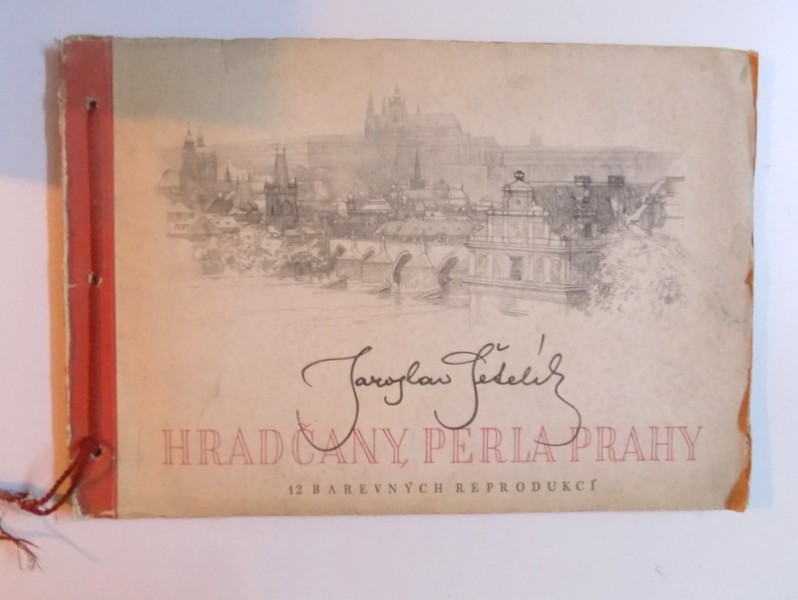 Jaroslav Šetelík
HRADČANY, PERLA PRAHY
12 BAREVNÝCH REPRODUKCÍ